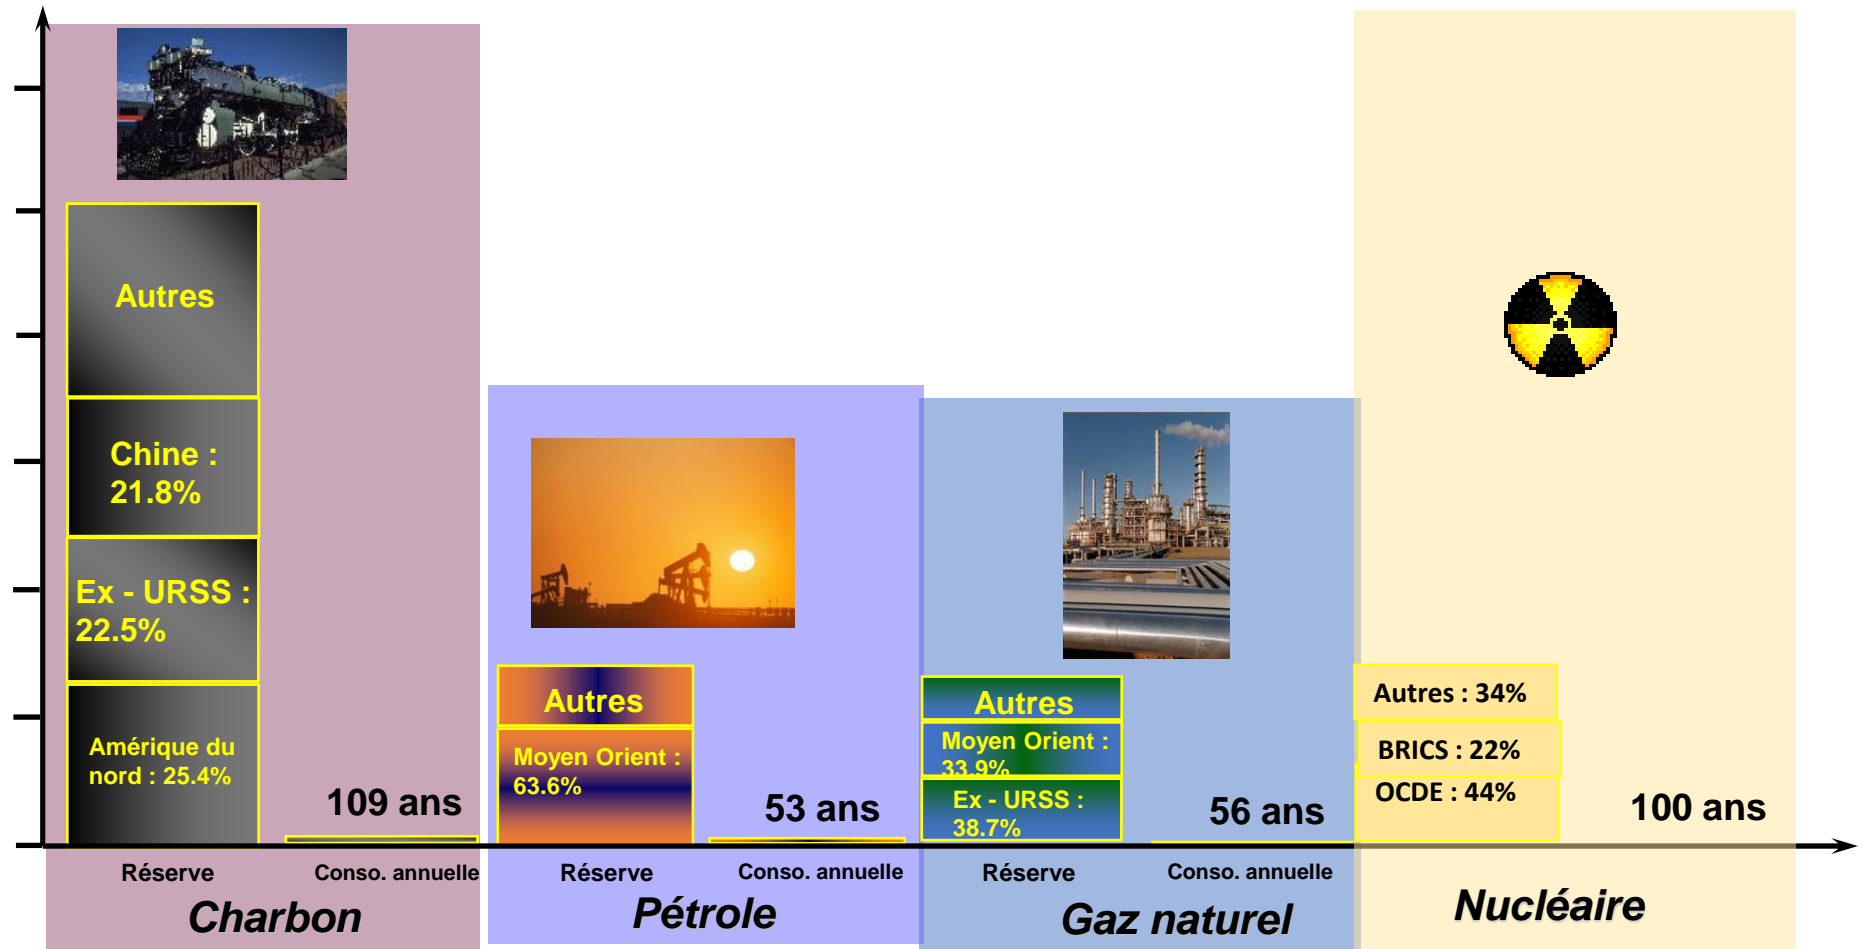 Autres
Chine :
21.8%
Ex - URSS :
22.5%
Amérique du
nord : 25.4%
109 ans
Réserve
Conso. annuelle
Charbon
Autres
Moyen Orient :
63.6%
53 ans
Réserve
Conso. annuelle
Pétrole
Autres
Moyen Orient :
33.9%
Ex - URSS :
38.7%
56 ans
Réserve
Conso. annuelle
Gaz naturel
Autres : 34%
BRICS : 22%
OCDE : 44%
100 ans
Nucléaire